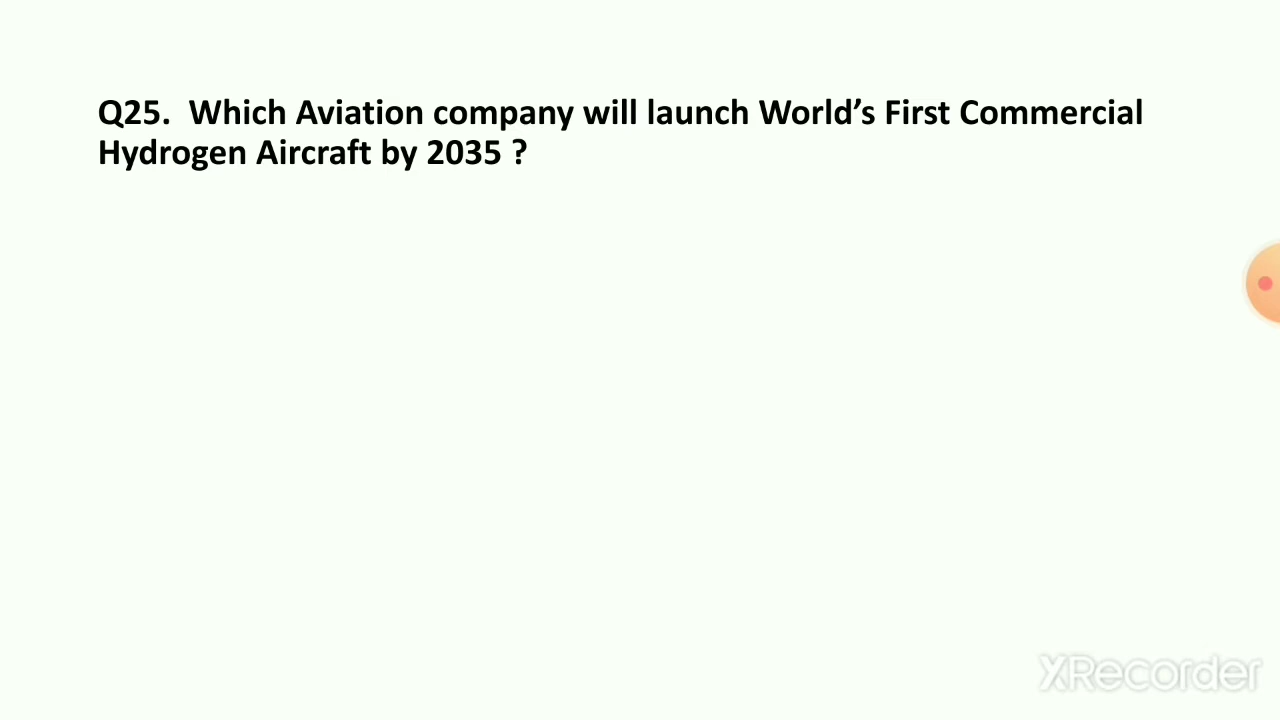 Q25.  Which Aviation company will launch World’s First Commercial
Hydrogen Aircraft by 2035 ?
XRecorder